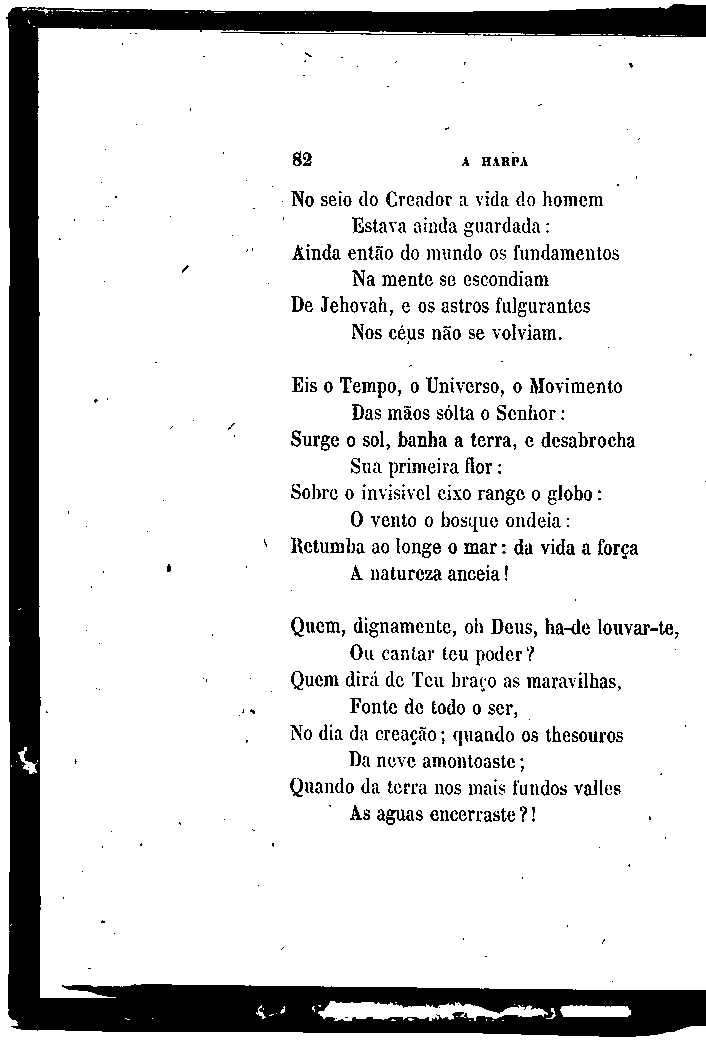 82 A HARPA
No seio do Creador a vida do homem
Estava ainda guardada:
Ainda então do mundo os fundamentos
Na mente se escondiam
De Jehovah, e os astros fulgurantes
Nos céus não se volviam.
Eis o Tempo, o Universo, o Movimento
Das mãos sólta o Senhor:
Surge o sol, banha a terra, e desabrocha
Sua primeira flor:
Sobre o invisivel eixo range o globo:
O vento o bosque ondeia:
Retumba ao longe o mar: da vida a força
A natureza anceia!
Quem, dignamente, oh Deus, ha-de louvar-te,
Ou cantar teu poder?
Quem dirá de Teu braço as maravilhas,
Fonte de todo o ser,
No dia da creação; quando os thesouros
Da neve amontoaste;
Quando da terra nos mais fundos valles
As aguas encerraste?!